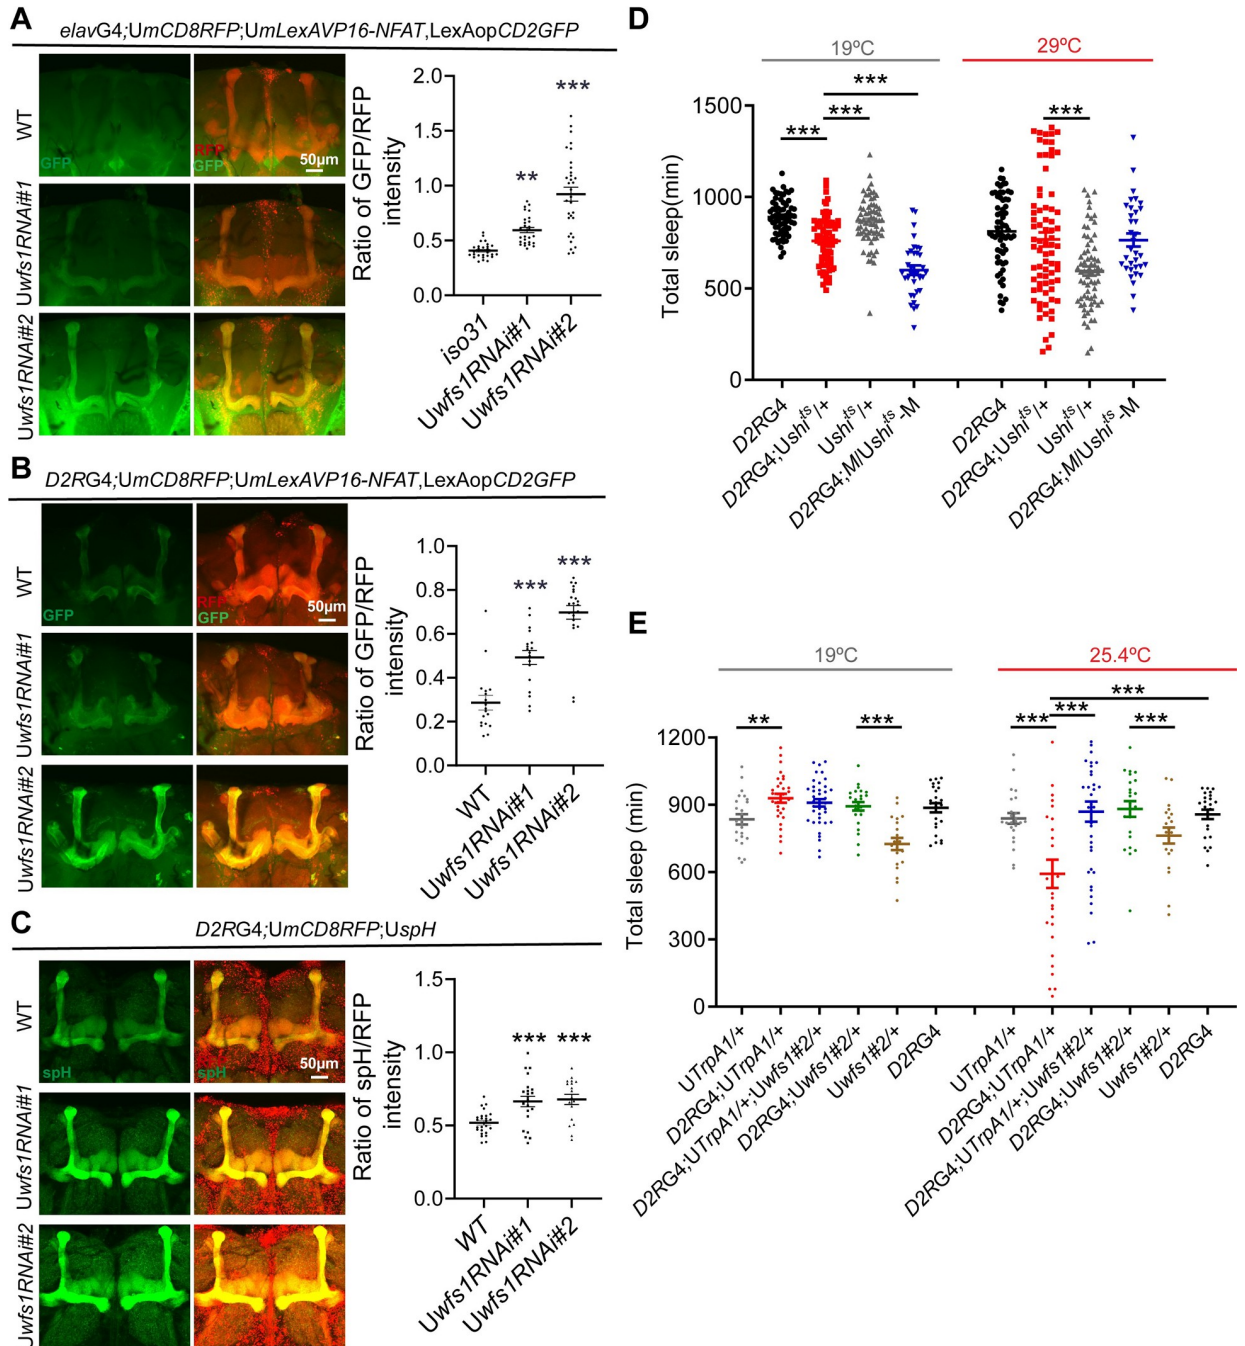 A
elavG4;UmCD8RFP;UmLexAVP16-NFAT,LexAopCD2GFP
WT
GFP
RFP
GFP
50μm
Uwfs1RNAi#1
Uwfs1RNAi#2
Ratio of GFP/RFP
intensity
2.0
1.5
1.0
0.5
0.0
**
***
iso31
Uwfs1RNAi#1
Uwfs1RNAi#2
B
D2RG4;UmCD8RFP;UmLexAVP16-NFAT,LexAopCD2GFP
WT
GFP
RFP
GFP
50μm
Uwfs1RNAi#1
Uwfs1RNAi#2
Ratio of GFP/RFP
intensity
1.0
0.8
0.6
0.4
0.2
0.0
***
***
WT
Uwfs1RNAi#1
Uwfs1RNAi#2
C
D2RG4;UmCD8RFP;UspH
WT
spH
spH
50μm
Uwfs1RNAi#1
Uwfs1RNAi#2
Ratio of spH/RFP
intensity
1.5
1.0
0.5
0.0
***
***
WT
Uwfs1RNAi#1
Uwfs1RNAi#2
D
19ºC
29ºC
***
***
***
***
Total sleep(min)
1500
1000
500
0
D2RG4
D2RG4;Ushiᵗˢ/+
Ushiᵗˢ/+
D2RG4;M/Ushiᵗˢ-M
D2RG4
D2RG4;Ushiᵗˢ/+
Ushiᵗˢ/+
D2RG4;M/Ushiᵗˢ-M
E
19ºC
25.4ºC
**
***
***
***
***
***
Total sleep (min)
1200
900
600
300
0
UTrpA1/+
D2RG4;UTrpA1/+
D2RG4;UTrpA1/+;Uwfs1#2/+
D2RG4;Uwfs1#2/+
Uwfs1#2/+
D2RG4
UTrpA1/+
D2RG4;UTrpA1/+
D2RG4;UTrpA1/+;Uwfs1#2/+
D2RG4;Uwfs1#2/+
Uwfs1#2/+
D2RG4